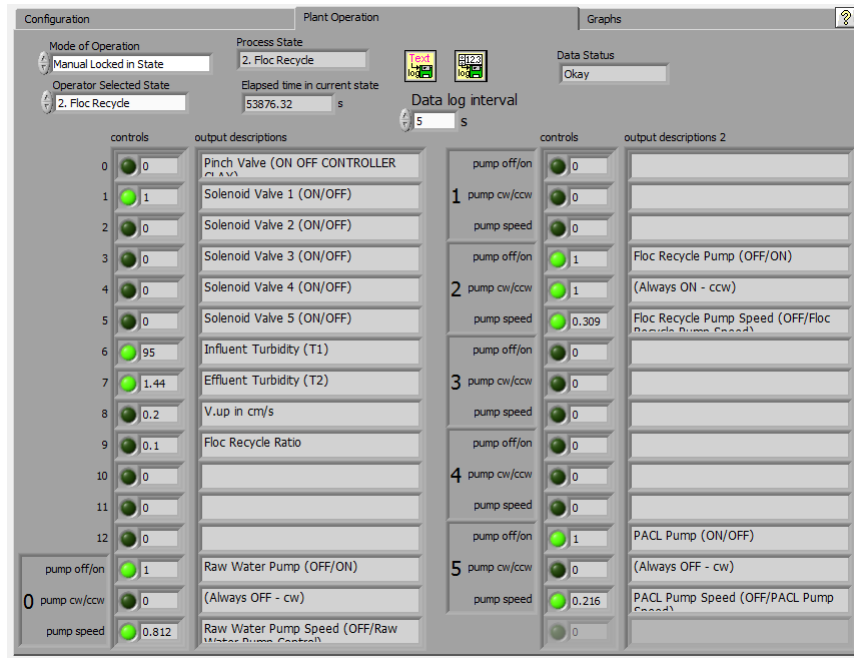 Configuration
Plant Operation
Graphs
?
Mode of Operation
Manual Locked in State
Process State
2. Floc Recycle
Text
log
123
log
Data Status
Okay
Operator Selected State
2. Floc Recycle
Elapsed time in current state
53876.32 s
Data log interval
5 s
controls output descriptions
0 0 Pinch Valve (ON OFF CONTROLLER
CLAY)
1 1 Solenoid Valve 1 (ON/OFF)
2 0 Solenoid Valve 2 (ON/OFF)
3 0 Solenoid Valve 3 (ON/OFF)
4 0 Solenoid Valve 4 (ON/OFF)
5 0 Solenoid Valve 5 (ON/OFF)
6 95 Influent Turbidity (T1)
7 1.44 Effluent Turbidity (T2)
8 0.2 V.up in cm/s
9 0.1 Floc Recycle Ratio
10 0
11 0
12 0
0
pump off/on 1 Raw Water Pump (OFF/ON)
pump cw/ccw 0 (Always OFF - cw)
pump speed 0.812 Raw Water Pump Speed (OFF/Raw
Water Pump Control)
controls output descriptions 2
1
pump off/on 0
pump cw/ccw 0
pump speed 0
2
pump off/on 1 Floc Recycle Pump (OFF/ON)
pump cw/ccw 1 (Always ON - ccw)
pump speed 0.309 Floc Recycle Pump Speed (OFF/Floc
Recycle Pump Speed)
3
pump off/on 0
pump cw/ccw 0
pump speed 0
4
pump off/on 0
pump cw/ccw 0
pump speed 0
5
pump off/on 1 PACL Pump (ON/OFF)
pump cw/ccw 0 (Always OFF - cw)
pump speed 0.216 PACL Pump Speed (OFF/PACL Pump
Speed)
0